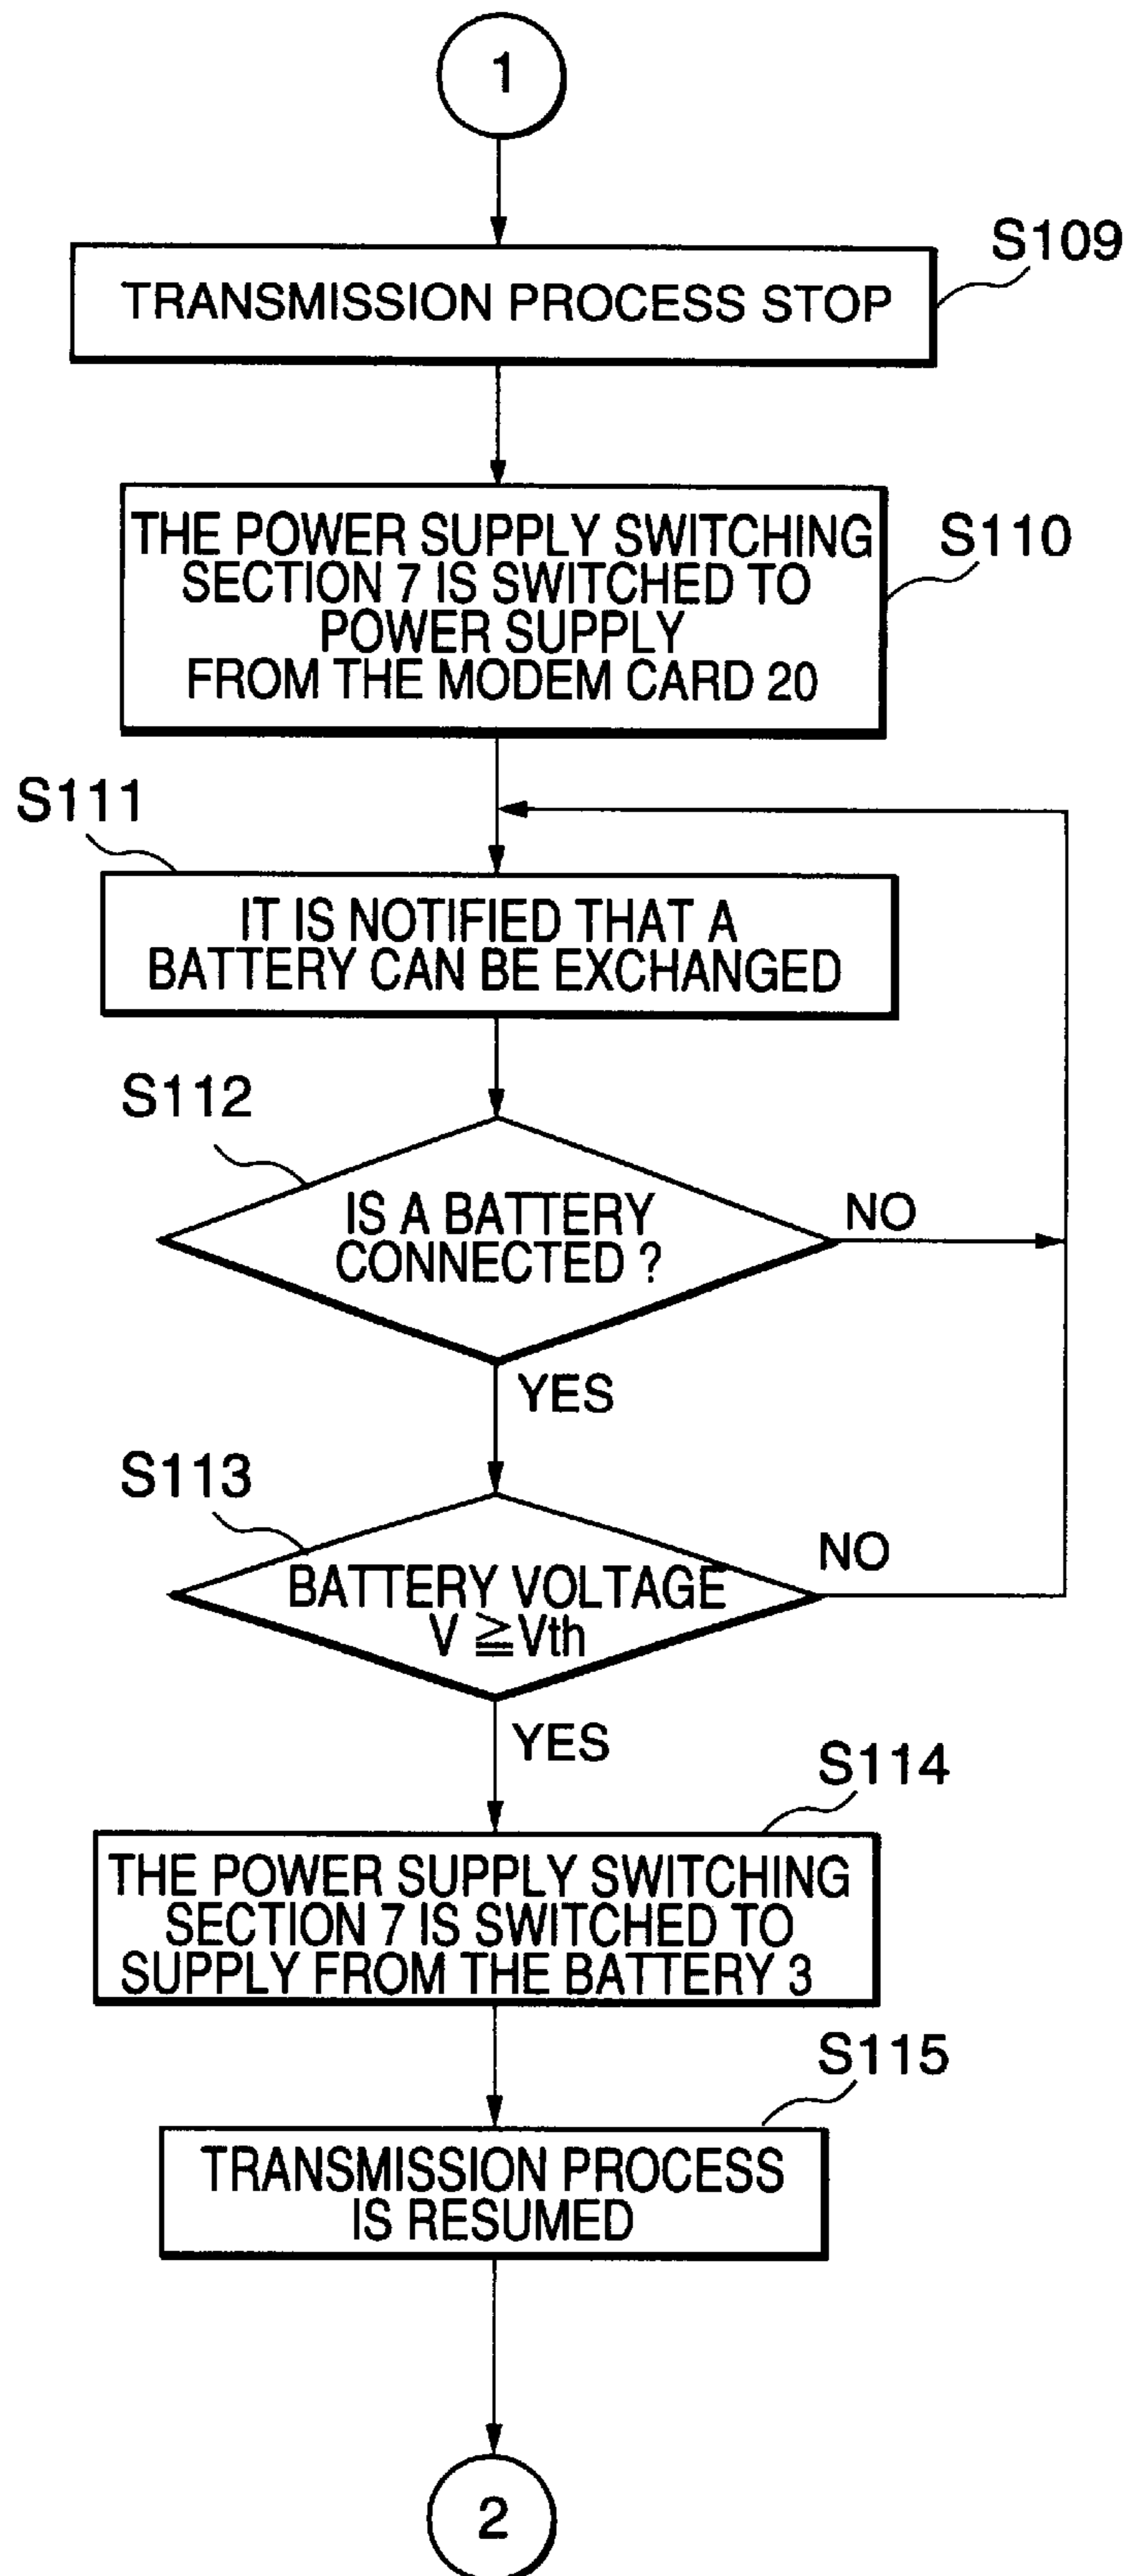 1
S109
TRANSMISSION PROCESS STOP
S110
THE POWER SUPPLY SWITCHING
SECTION 7 IS SWITCHED TO
POWER SUPPLY
FROM THE MODEM CARD 20
S111
IT IS NOTIFIED THAT A
BATTERY CAN BE EXCHANGED
S112
IS A BATTERY
CONNECTED ?
NO
YES
S113
BATTERY VOLTAGE
V ≧ Vth
NO
YES
S114
THE POWER SUPPLY SWITCHING
SECTION 7 IS SWITCHED TO
SUPPLY FROM THE BATTERY 3
S115
TRANSMISSION PROCESS
IS RESUMED
2